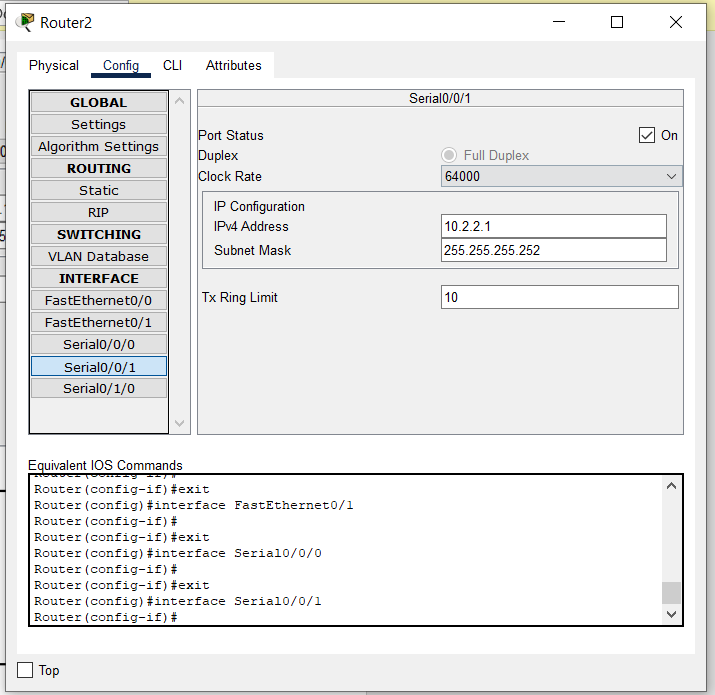 Router2
Physical Config CLI Attributes
GLOBAL
Settings
Algorithm Settings
ROUTING
Static
RIP
SWITCHING
VLAN Database
INTERFACE
FastEthernet0/0
FastEthernet0/1
Serial0/0/0
Serial0/0/1
Serial0/1/0
Serial0/0/1
Port Status On
Duplex Full Duplex
Clock Rate 64000
IP Configuration
IPv4 Address 10.2.2.1
Subnet Mask 255.255.255.252
Tx Ring Limit 10
Equivalent IOS Commands
Router(config-if)#
Router(config-if)#exit
Router(config)#interface FastEthernet0/1
Router(config-if)#
Router(config-if)#exit
Router(config)#interface Serial0/0/0
Router(config-if)#
Router(config-if)#exit
Router(config)#interface Serial0/0/1
Router(config-if)#
Top